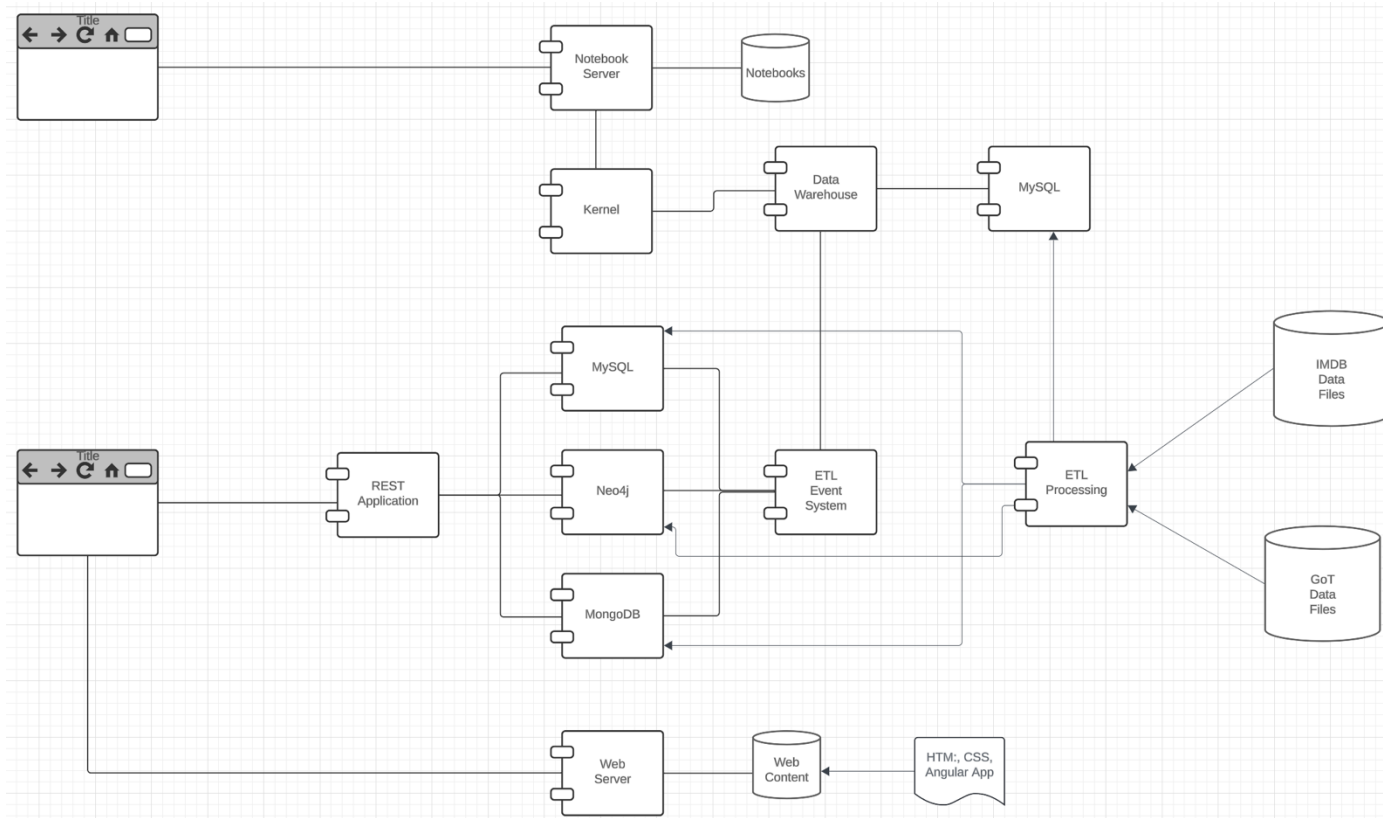 Title
Notebook
Server
Notebooks
Kernel
Data
Warehouse
MySQL
MySQL
IMDB
Data
Files
Title
REST
Application
Neo4j
ETL
Event
System
ETL
Processing
MongoDB
GoT
Data
Files
Web
Server
Web
Content
HTM:, CSS,
Angular App